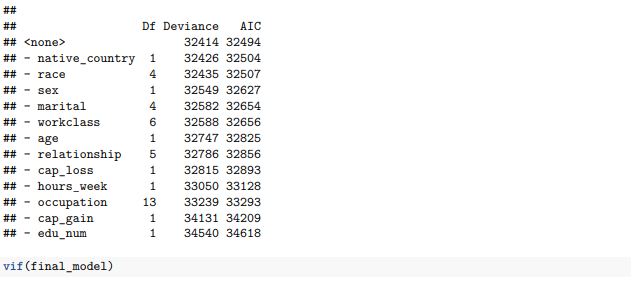 ##
##                  Df Deviance   AIC
## <none>                 32414 32494
## - native_country  1    32426 32504
## - race            4    32435 32507
## - sex             1    32549 32627
## - marital         4    32582 32654
## - workclass       6    32588 32656
## - age             1    32747 32825
## - relationship    5    32786 32856
## - cap_loss        1    32815 32893
## - hours_week      1    33050 33128
## - occupation     13    33239 33293
## - cap_gain        1    34131 34209
## - edu_num         1    34540 34618
vif(final_model)